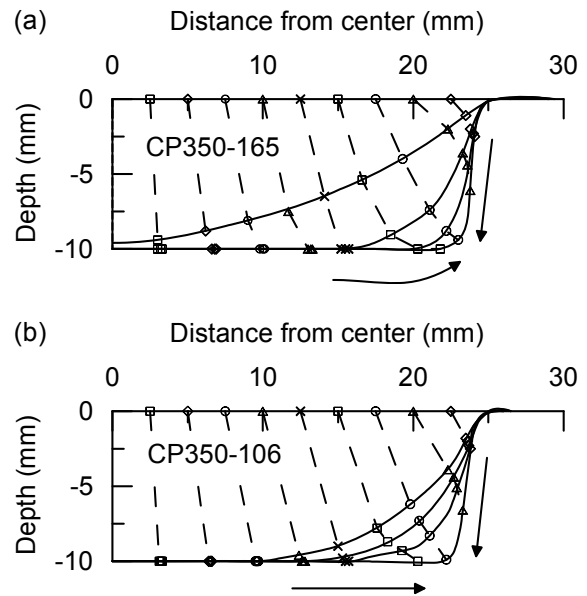 (a) Distance from center (mm)
0 10 20 30
0
CP350-165
-5
-10
Depth (mm)
(b) Distance from center (mm)
0 10 20 30
0
CP350-106
-5
-10
Depth (mm)